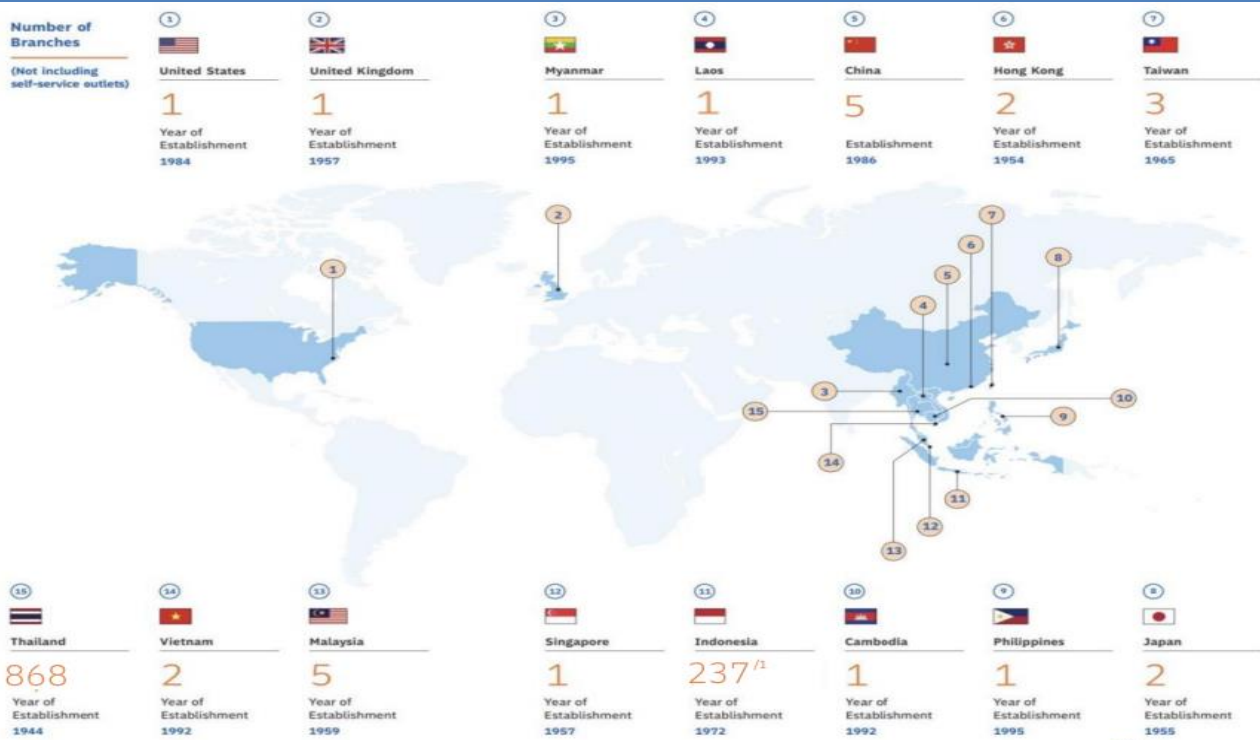 Number of
Branches
(Not including
self-service outlets)
1
United States
1
Year of
Establishment
1984
2
United Kingdom
1
Year of
Establishment
1957
3
Myanmar
1
Year of
Establishment
1995
4
Laos
1
Year of
Establishment
1993
5
China
5
Establishment
1986
6
Hong Kong
2
Year of
Establishment
1954
7
Taiwan
3
Year of
Establishment
1965
1
2
3
4
5
6
7
8
9
10
11
12
13
14
15
15
Thailand
868
Year of
Establishment
1944
14
Vietnam
2
Year of
Establishment
1992
13
Malaysia
5
Year of
Establishment
1959
12
Singapore
1
Year of
Establishment
1957
11
Indonesia
237/1
Year of
Establishment
1972
10
Cambodia
1
Year of
Establishment
1992
9
Philippines
1
Year of
Establishment
1995
8
Japan
2
Year of
Establishment
1955